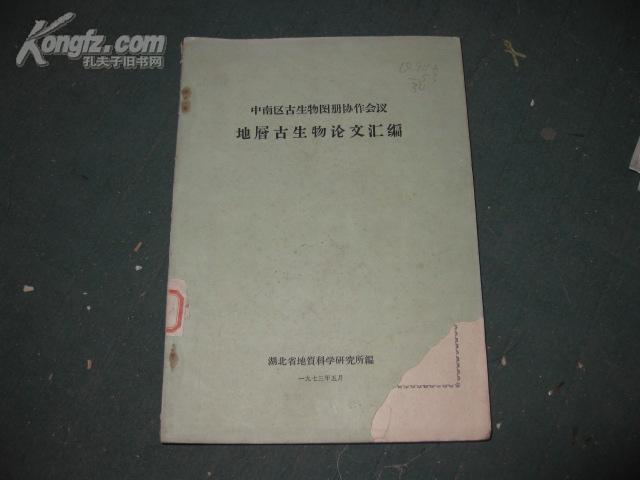 Kongfz.com
孔夫子旧书网
中南区古生物图册协作会议
地层古生物论文汇编
湖北省地質科学研究所編
一九七三年五月